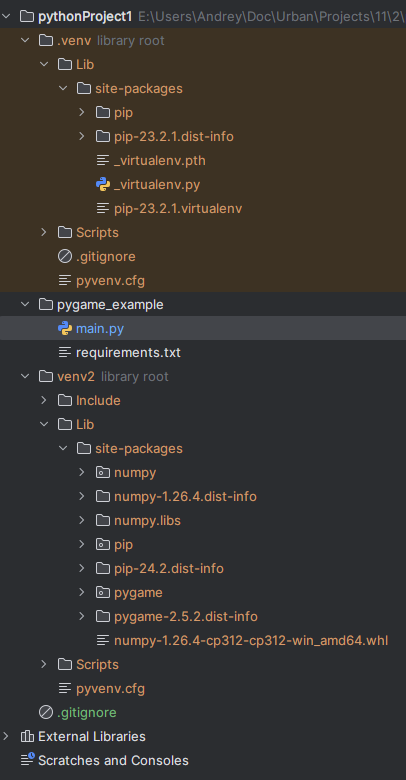 pythonProject1 E:\Users\Andrey\Doc\Urban\Projects\11\2\
.venv library root
Lib
site-packages
pip
pip-23.2.1.dist-info
_virtualenv.pth
_virtualenv.py
pip-23.2.1.virtualenv
Scripts
.gitignore
pyvenv.cfg
pygame_example
main.py
requirements.txt
venv2 library root
Include
Lib
site-packages
numpy
numpy-1.26.4.dist-info
numpy.libs
pip
pip-24.2.dist-info
pygame
pygame-2.5.2.dist-info
numpy-1.26.4-cp312-cp312-win_amd64.whl
Scripts
pyvenv.cfg
.gitignore
External Libraries
Scratches and Consoles